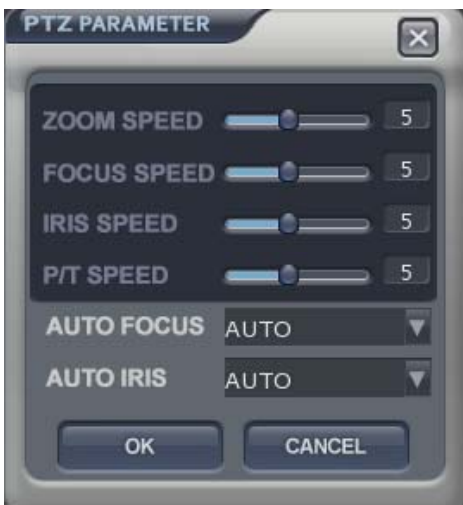 PTZ PARAMETER
ZOOM SPEED 5
FOCUS SPEED 5
IRIS SPEED 5
P/T SPEED 5
AUTO FOCUS AUTO
AUTO IRIS AUTO
OK CANCEL